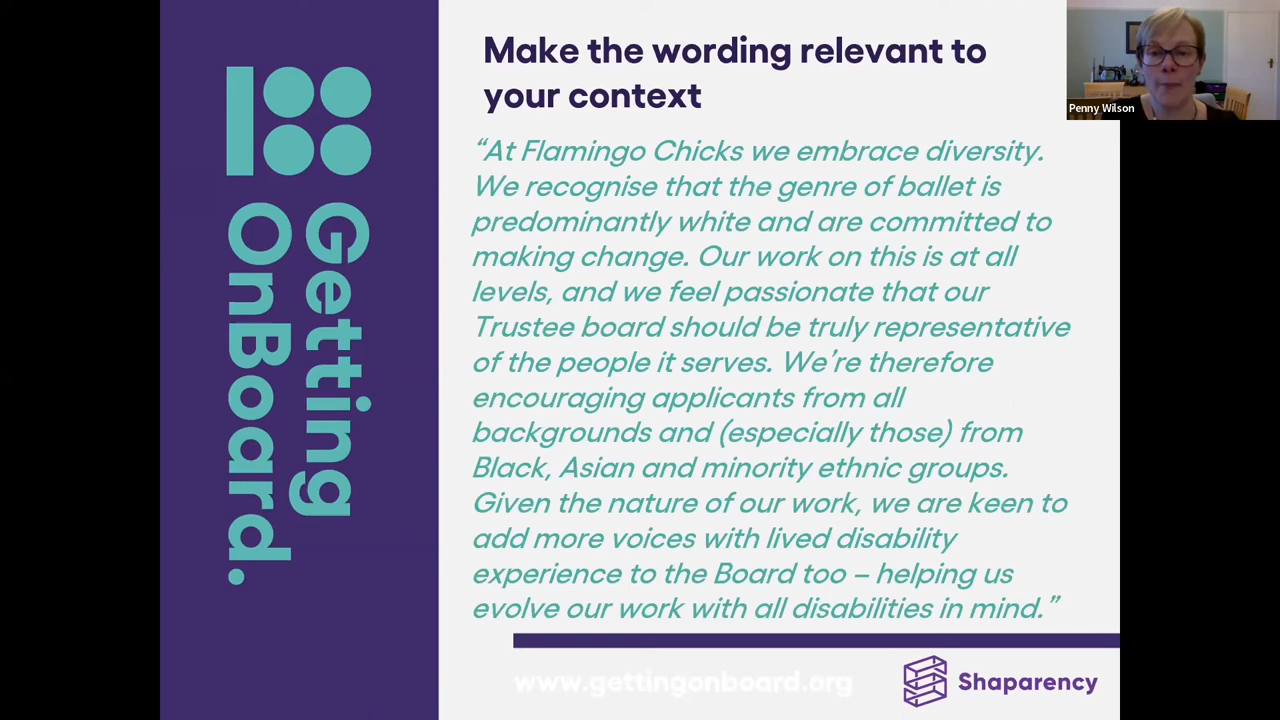 Getting
OnBoard.
Make the wording relevant to
your context
“At Flamingo Chicks we embrace diversity.
We recognise that the genre of ballet is
predominantly white and are committed to
making change. Our work on this is at all
levels, and we feel passionate that our
Trustee board should be truly representative
of the people it serves. We’re therefore
encouraging applicants from all
backgrounds and (especially those) from
Black, Asian and minority ethnic groups.
Given the nature of our work, we are keen to
add more voices with lived disability
experience to the Board too – helping us
evolve our work with all disabilities in mind.”
www.gettingonboard.org
Shaparency
Penny Wilson